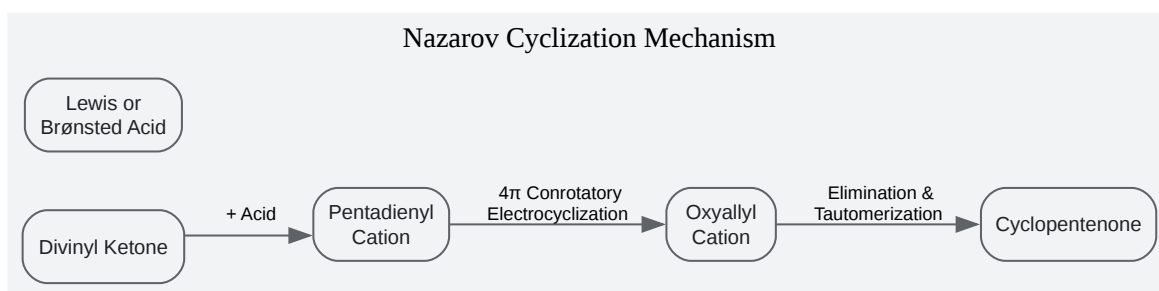 Nazarov Cyclization Mechanism
Lewis or
Brønsted Acid
Divinyl Ketone
+ Acid
Pentadienyl
Cation
4π Conrotatory
Electrocyclization
Oxyallyl
Cation
Elimination &
Tautomerization
Cyclopentenone